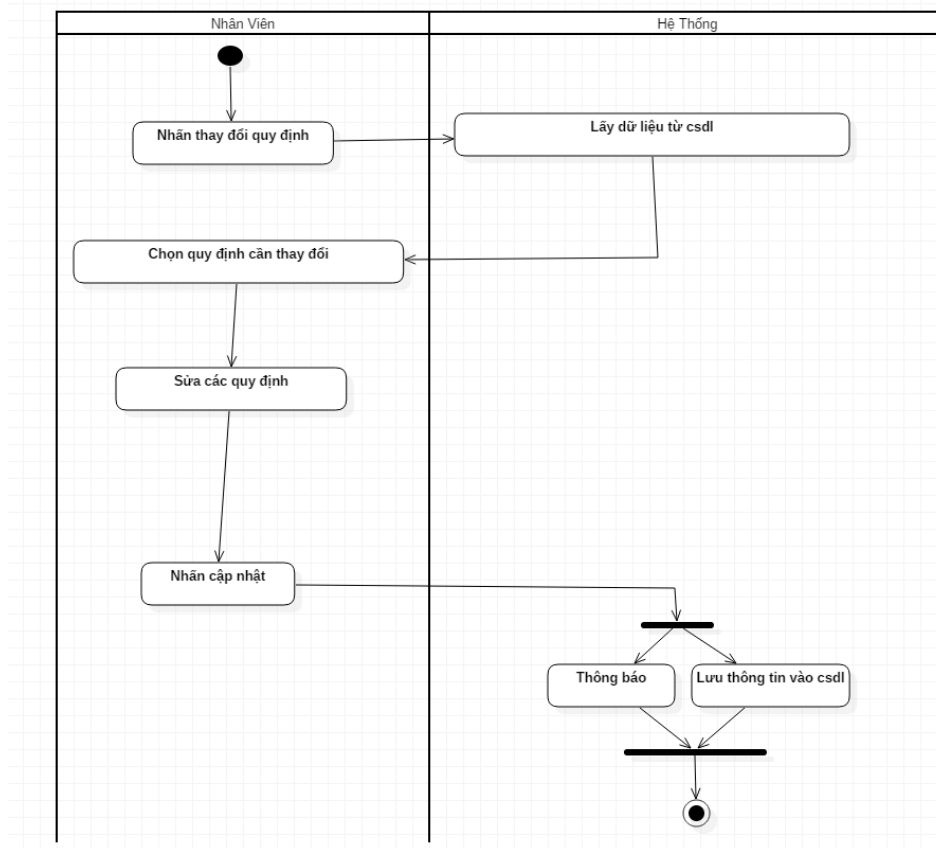 Nhân Viên
Hệ Thống
Nhấn thay đổi quy định
Lấy dữ liệu từ csdl
Chọn quy định cần thay đổi
Sửa các quy định
Nhấn cập nhật
Thông báo
Lưu thông tin vào csdl